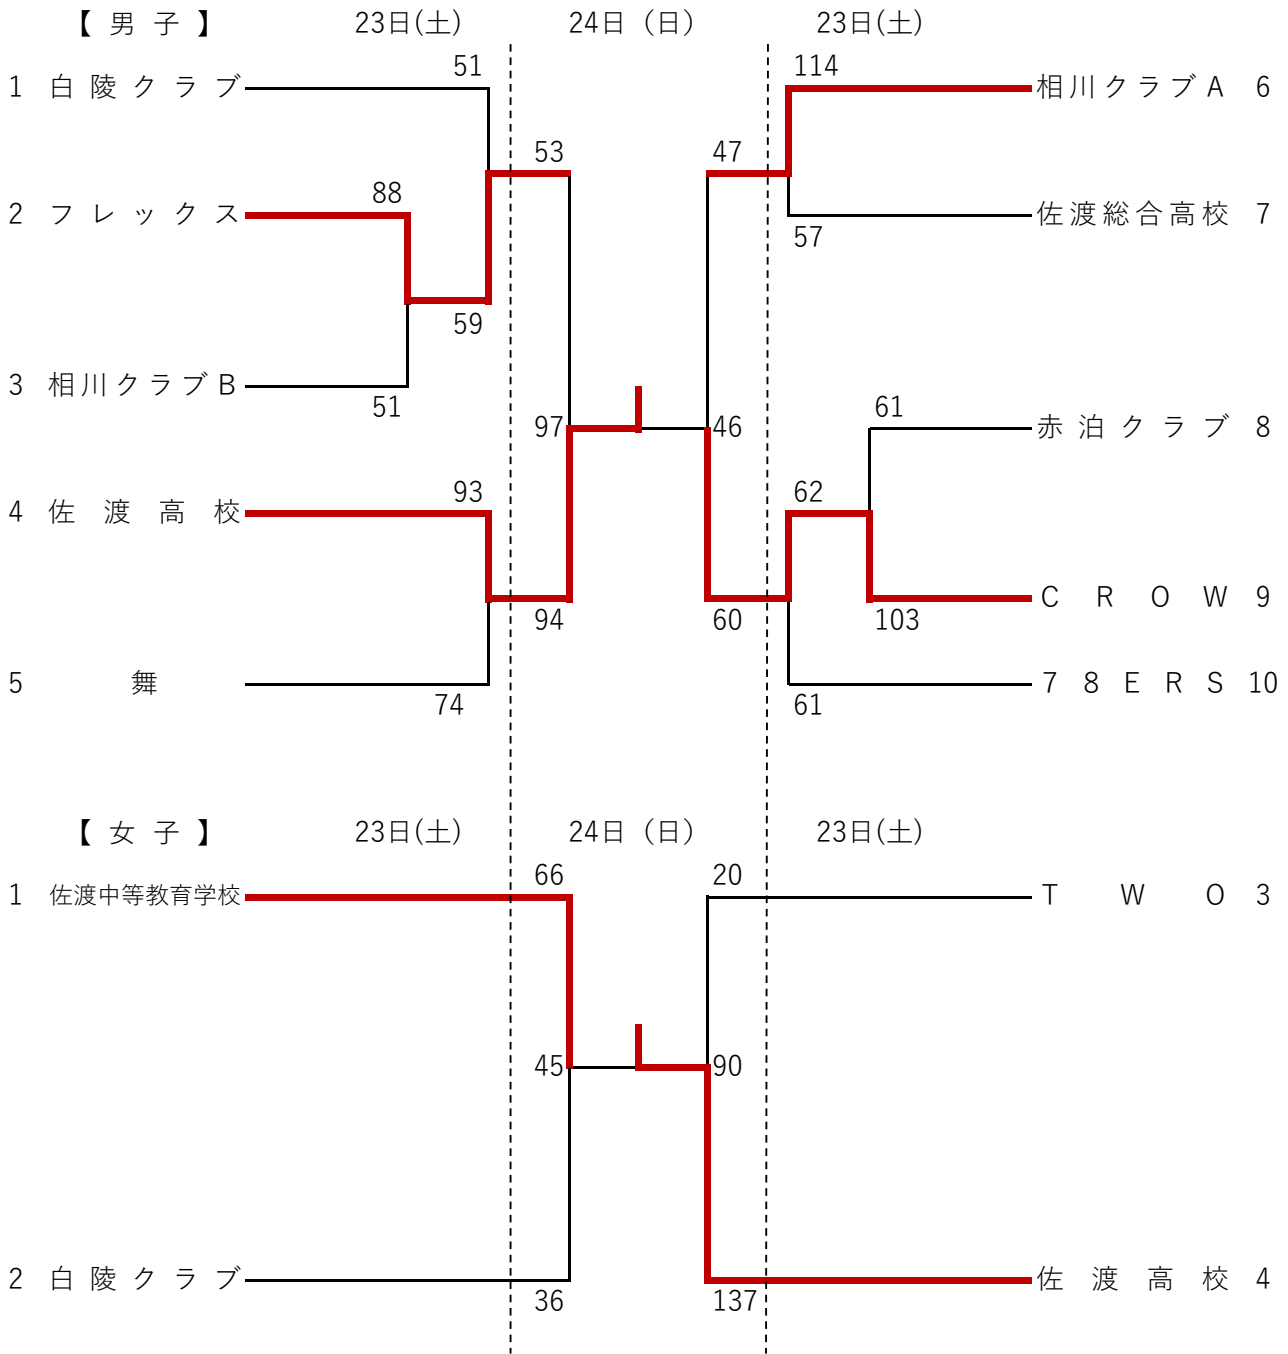 【 男 子 】 23日(土) 24日（日） 23日(土)
51 114
1 白陵クラブ 相川クラブA 6
53 47
88
2 フレックス 佐渡総合高校 7
57
59
3 相川クラブB
51 61
97 46 赤泊クラブ 8
93 62
4 佐渡高校
CROW 9
94 60 103
5 舞 78ERS 10
74 61
【 女 子 】 23日(土) 24日（日） 23日(土)
66 20
1 佐渡中等教育学校 TWO 3
45 90
2 白陵クラブ 佐渡高校 4
36 137